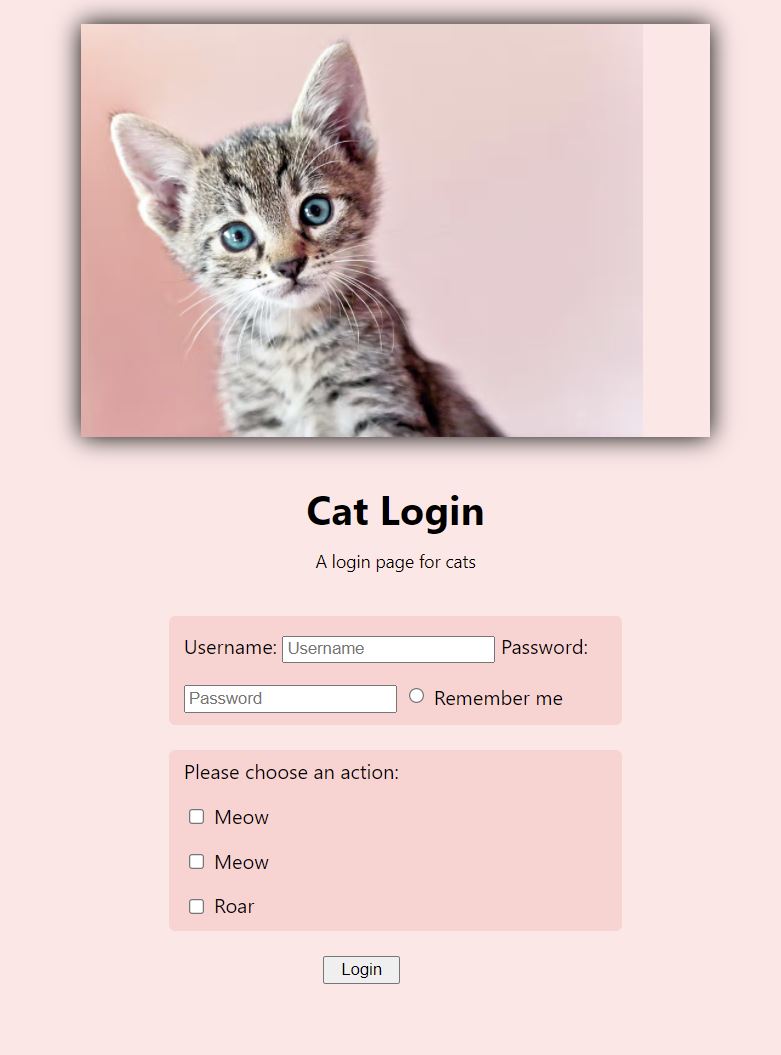 Cat Login
A login page for cats
Username: Username Password:
Password Remember me
Please choose an action:
Meow
Meow
Roar
Login